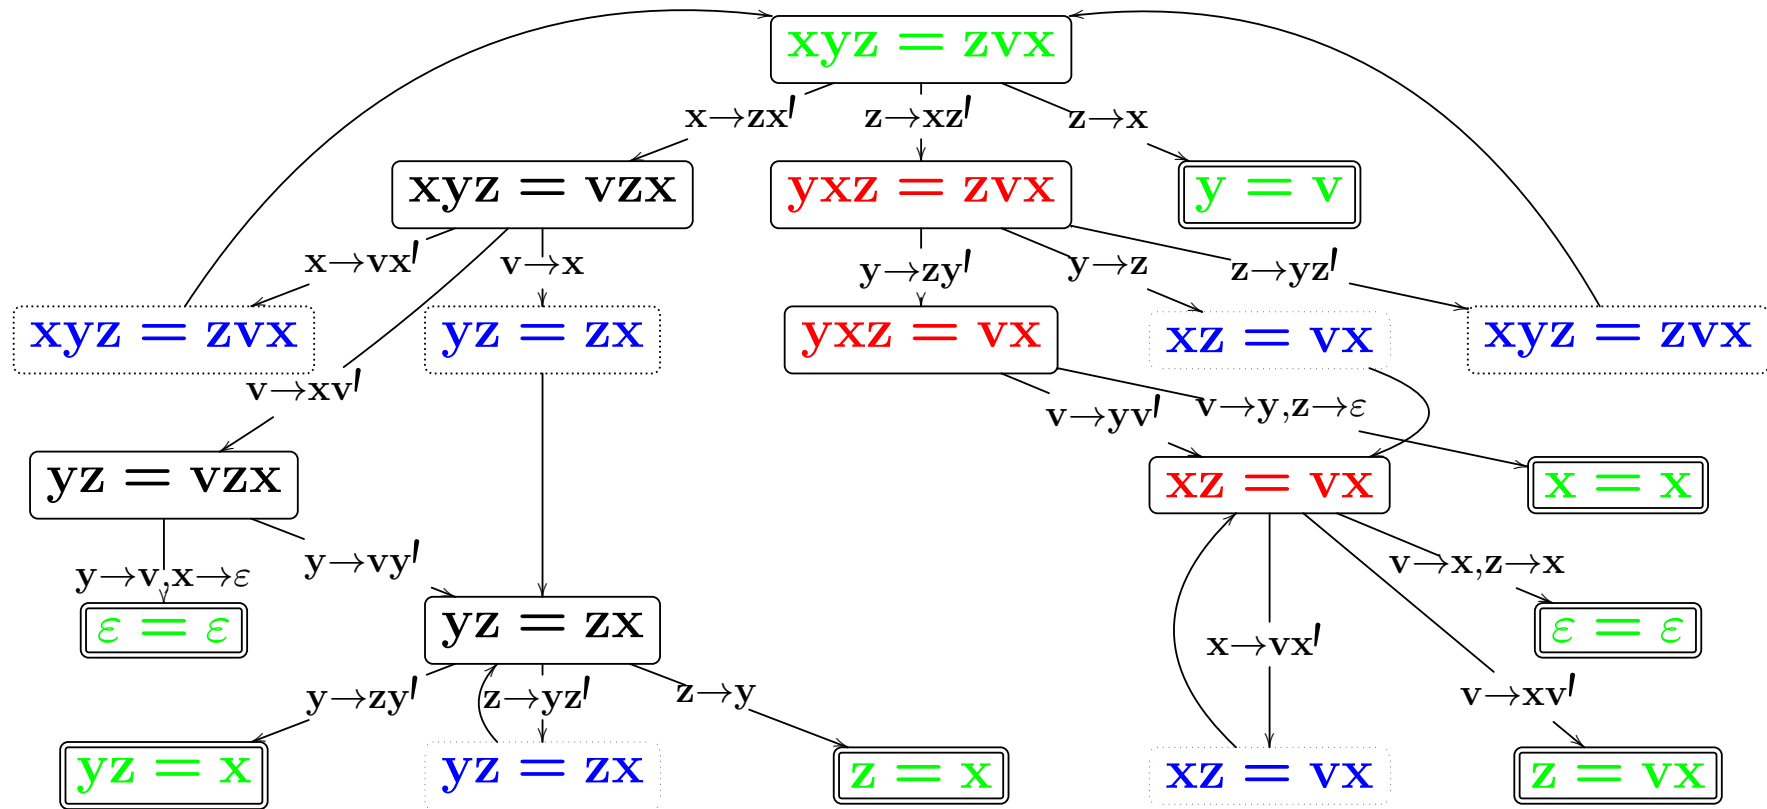 xyz = zvx
x→zx′ z→xz′ z→x
xyz = vzx yxz = zvx y = v
x→vx′ v→x y→zy′ y→z z→yz′
xyz = zvx yz = zx yxz = vx xz = vx xyz = zvx
v→xv′ v→yv′ v→y,z→ε
yz = vzx xz = vx x = x
y→v,x→ε y→vy′ v→x,z→x
ε = ε yz = zx x→vx′ ε = ε
y→zy′ z→yz′ z→y v→xv′
yz = x yz = zx z = x xz = vx z = vx